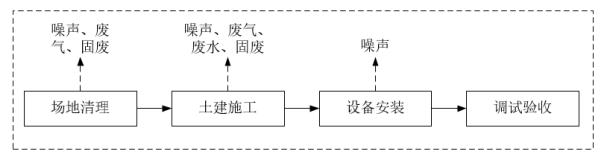 噪声、废
气、固废
噪声、废气、
废水、固废
噪声
场地清理
土建施工
设备安装
调试验收